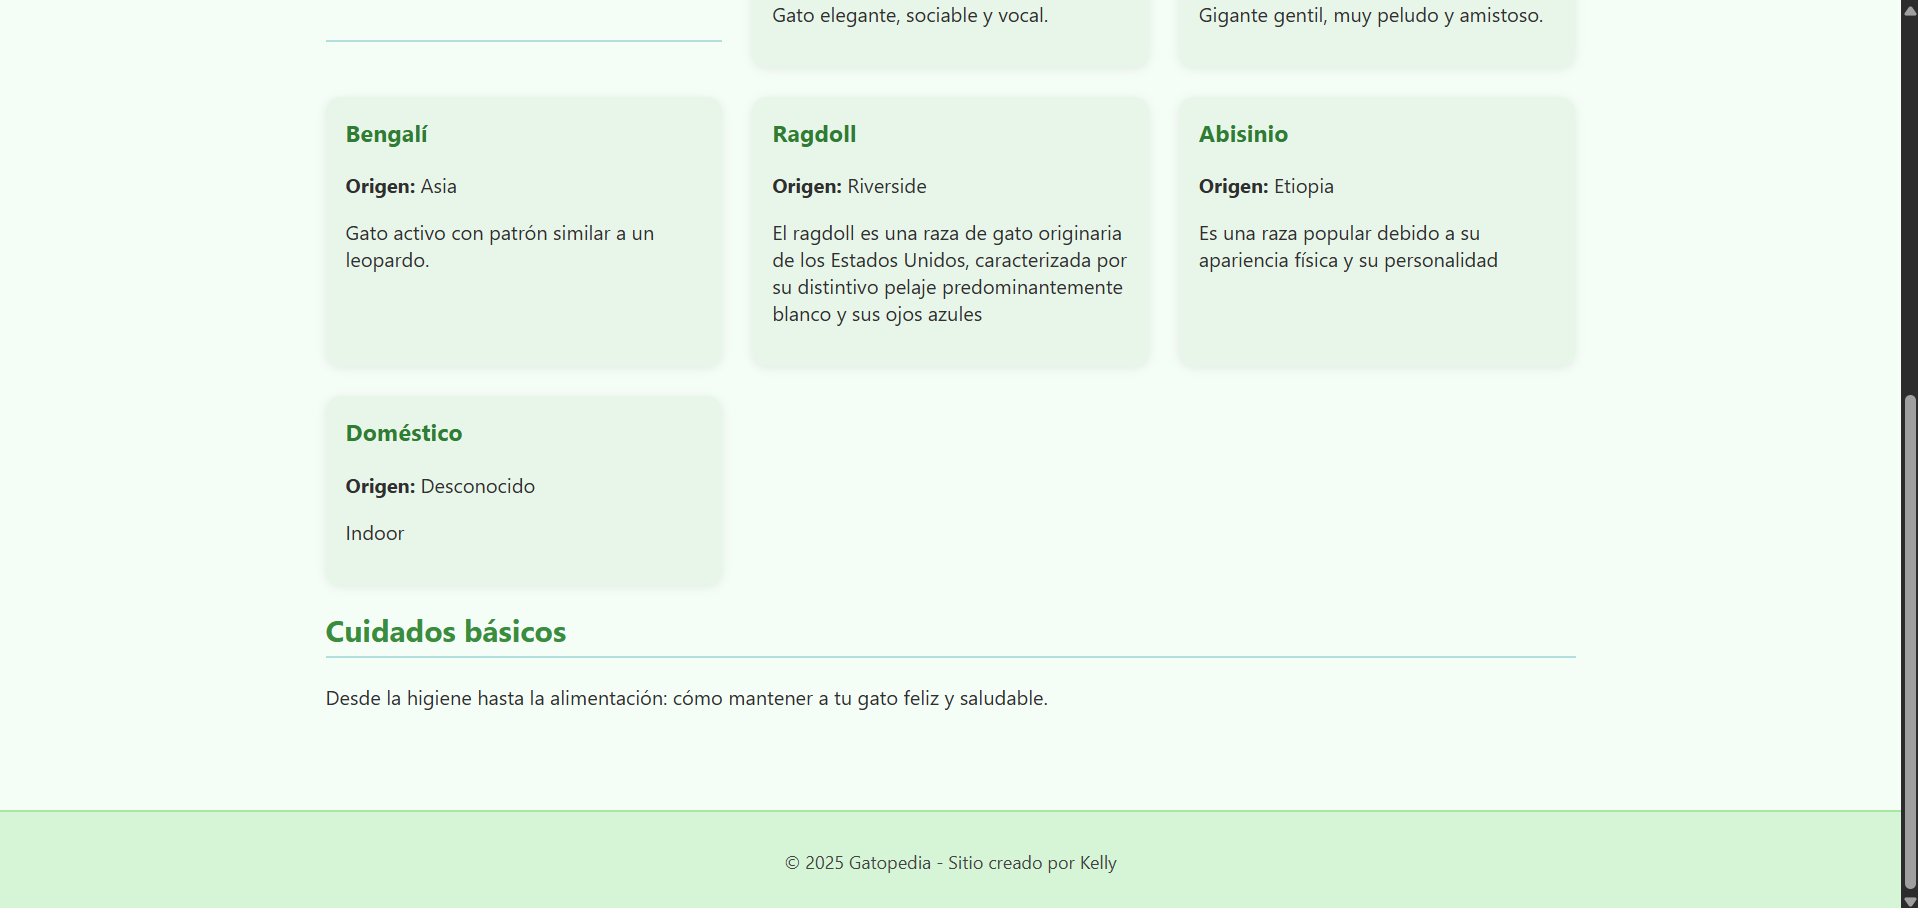 Gato elegante, sociable y vocal.
Gigante gentil, muy peludo y amistoso.
Bengalí
Origen: Asia
Gato activo con patrón similar a un
leopardo.
Ragdoll
Origen: Riverside
El ragdoll es una raza de gato originaria
de los Estados Unidos, caracterizada por
su distintivo pelaje predominantemente
blanco y sus ojos azules
Abisinio
Origen: Etiopia
Es una raza popular debido a su
apariencia física y su personalidad
Doméstico
Origen: Desconocido
Indoor
Cuidados básicos
Desde la higiene hasta la alimentación: cómo mantener a tu gato feliz y saludable.
© 2025 Gatopedia - Sitio creado por Kelly